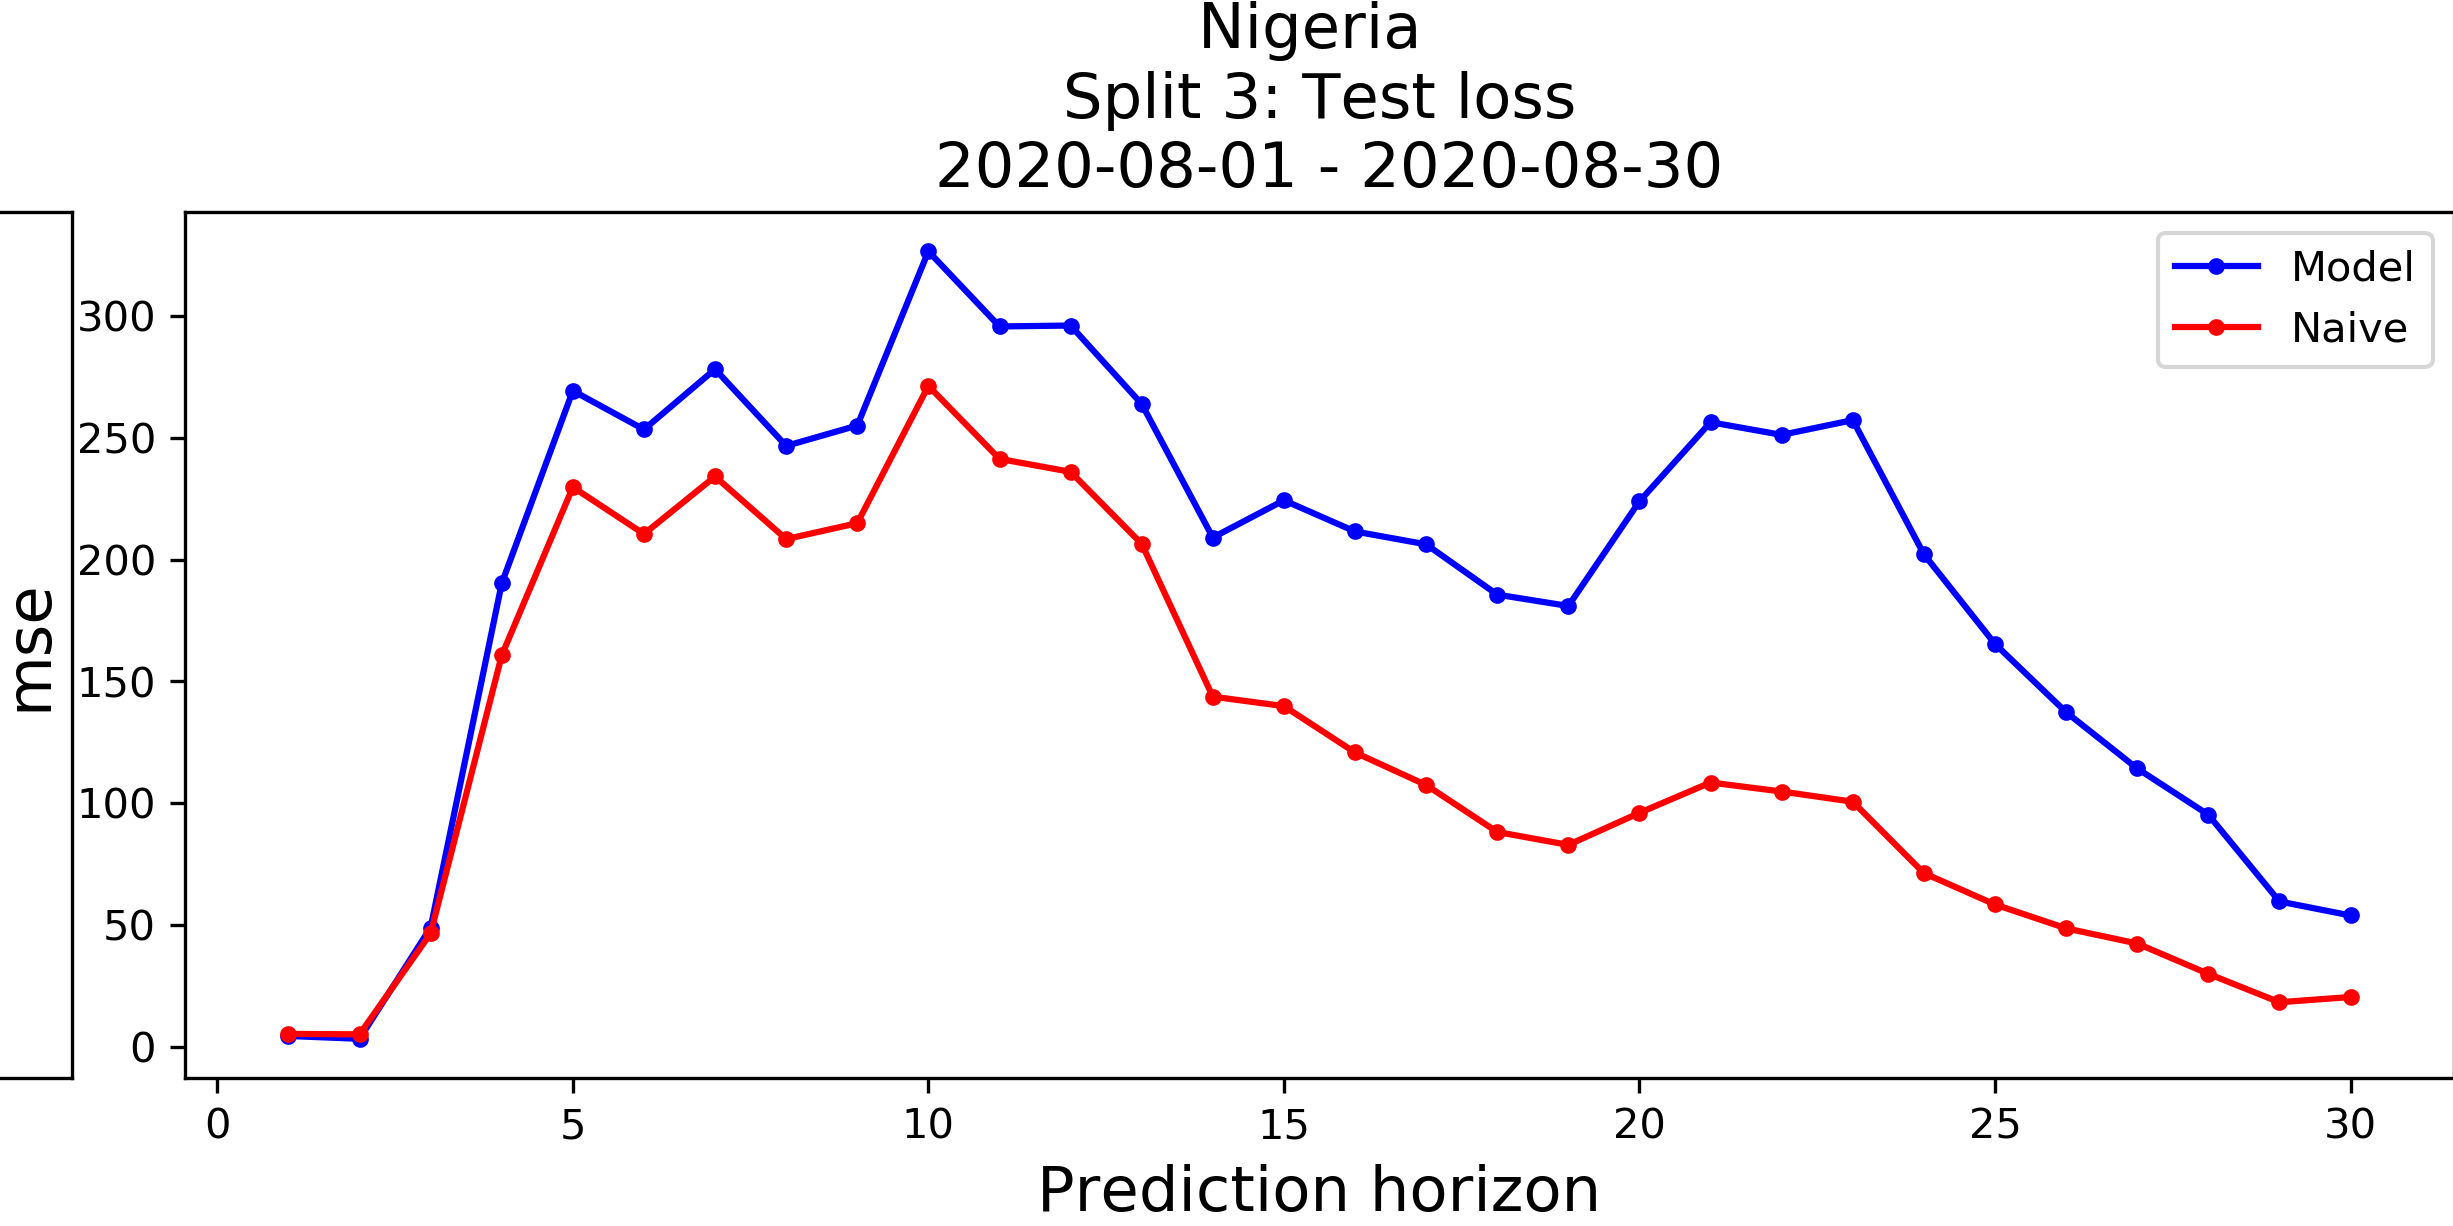 Nigeria
Split 3: Test loss
2020-08-01 - 2020-08-30
Model
Naive
mse
300
250
200
150
100
50
0
0 5 10 15 20 25 30
Prediction horizon